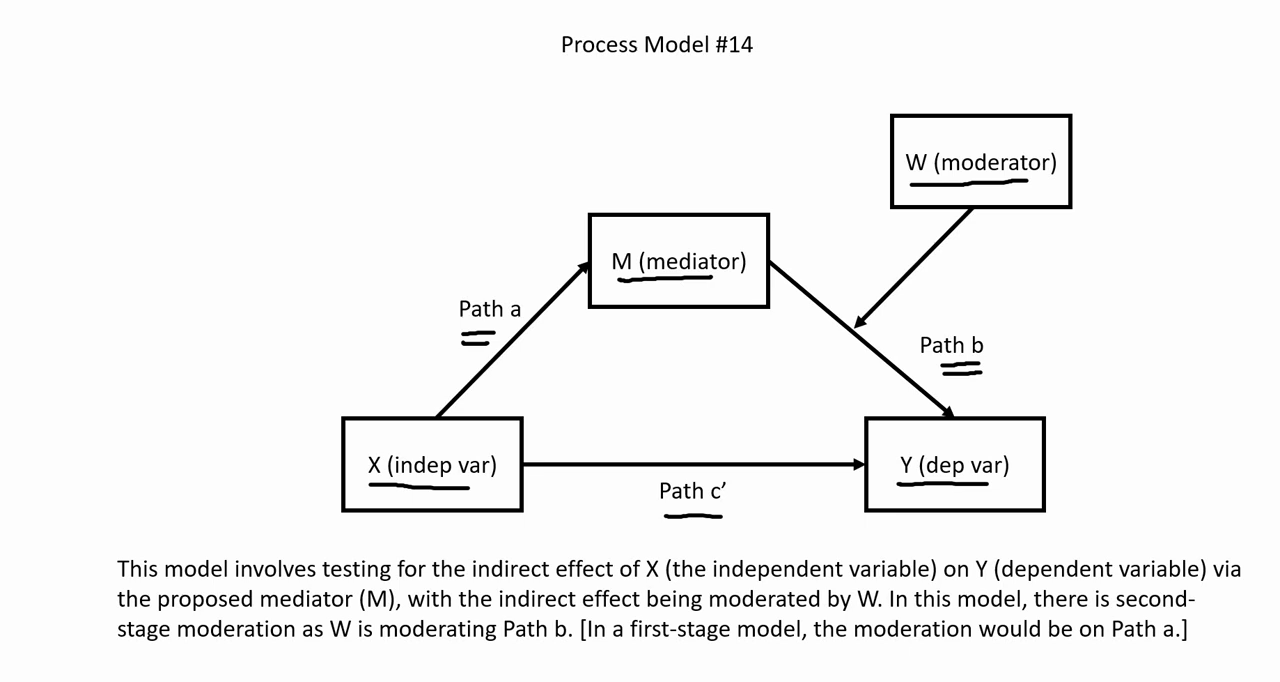 Process Model #14
W (moderator)
M (mediator)
Path a
Path b
X (indep var)
Y (dep var)
Path c’
This model involves testing for the indirect effect of X (the independent variable) on Y (dependent variable) via
the proposed mediator (M), with the indirect effect being moderated by W. In this model, there is second-
stage moderation as W is moderating Path b. [In a first-stage model, the moderation would be on Path a.]